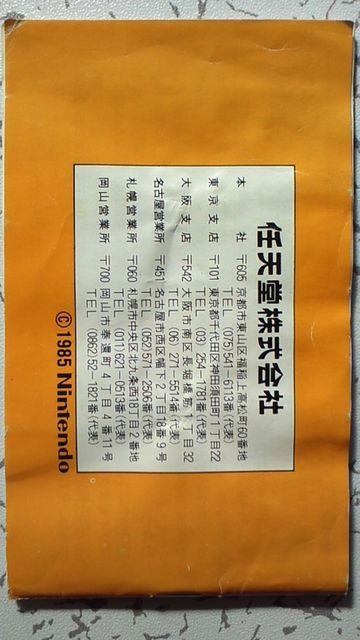 任天堂株式会社
本　　社 〒605 京都市東山区福稲上高松町60番地
TEL (075)541-6113番(代表)
東京支店 〒101 東京都千代田区神田須田町1丁目22
TEL (03) 254-1781番(代表)
大阪支店 〒542 大阪市南区長堀橋筋1丁目32
TEL (06) 271-5514番(代表)
名古屋営業所 〒451 名古屋市西区幅下2丁目18番9号
TEL (052)571-2506番(代表)
札幌営業所 〒060 札幌市中央区北九条西18丁目2番地
TEL (011)621-0513番(代表)
岡山営業所 〒700 岡山市奉還町4丁目4番11号
TEL (0862)52-1821番(代表)
© 1985 Nintendo